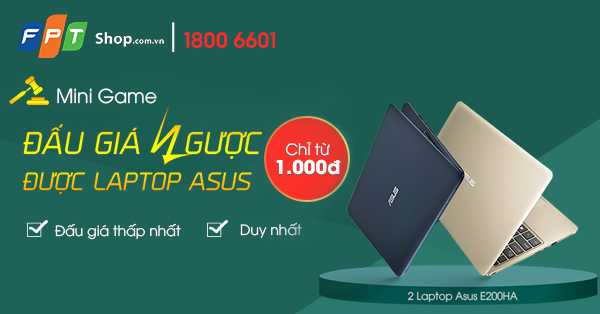 FPT Shop.com.vn | 1800 6601
Mini Game
ĐẤU GIÁ NGƯỢC
ĐƯỢC LAPTOP ASUS
Chỉ từ
1.000đ
Đấu giá thấp nhất
Duy nhất
ASUS
ASUS
2 Laptop Asus E200HA